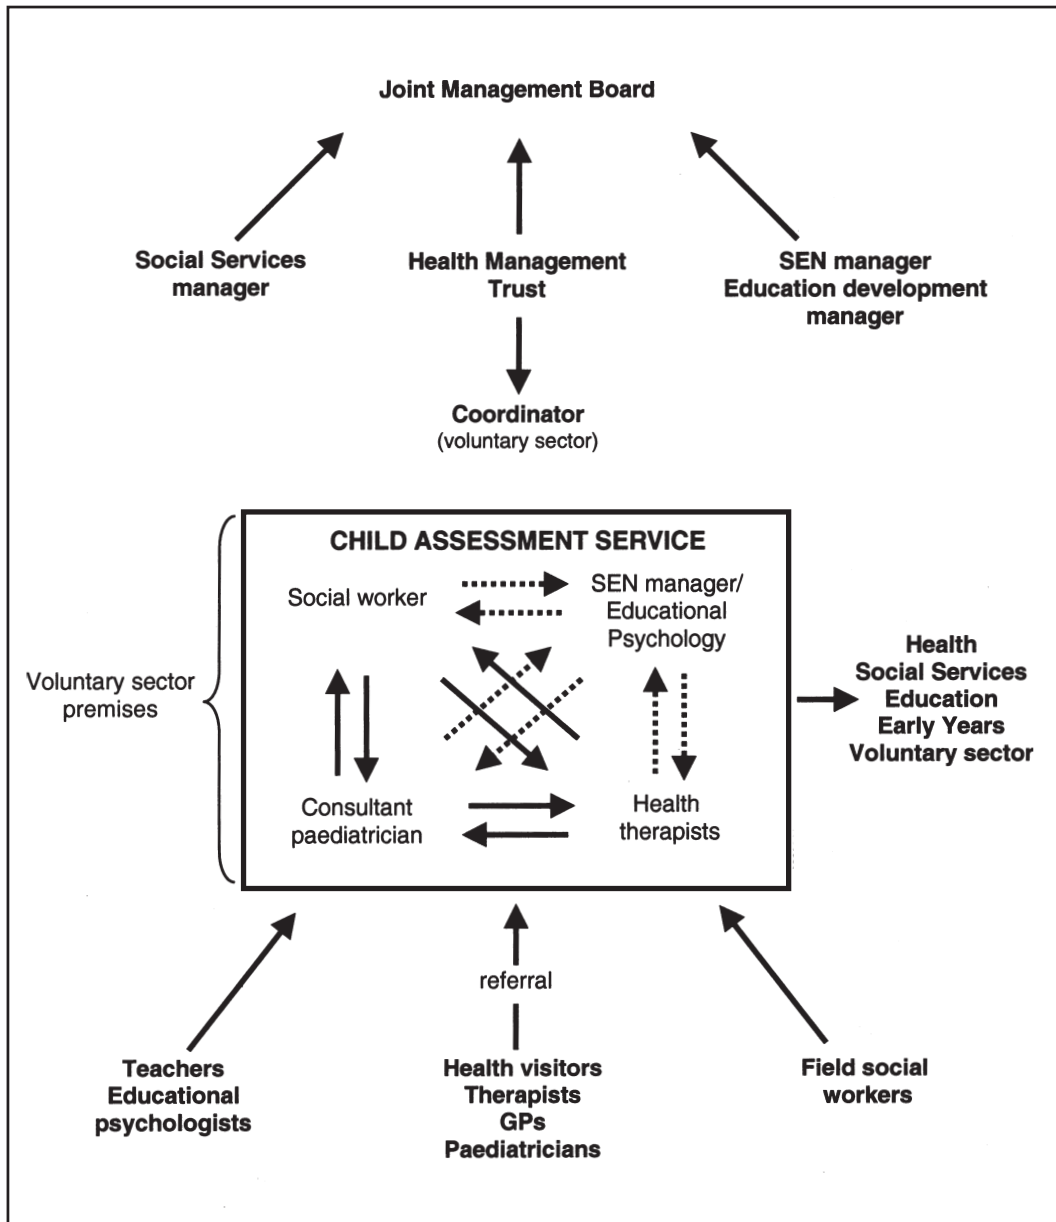 Joint Management Board
Social Services
manager
Health Management
Trust
SEN manager
Education development
manager
Coordinator
(voluntary sector)
CHILD ASSESSMENT SERVICE
Social worker
SEN manager/
Educational
Psychology
Voluntary sector
premises
Health
Social Services
Education
Early Years
Voluntary sector
Consultant
paediatrician
Health
therapists
referral
Teachers
Educational
psychologists
Health visitors
Therapists
GPs
Paediatricians
Field social
workers